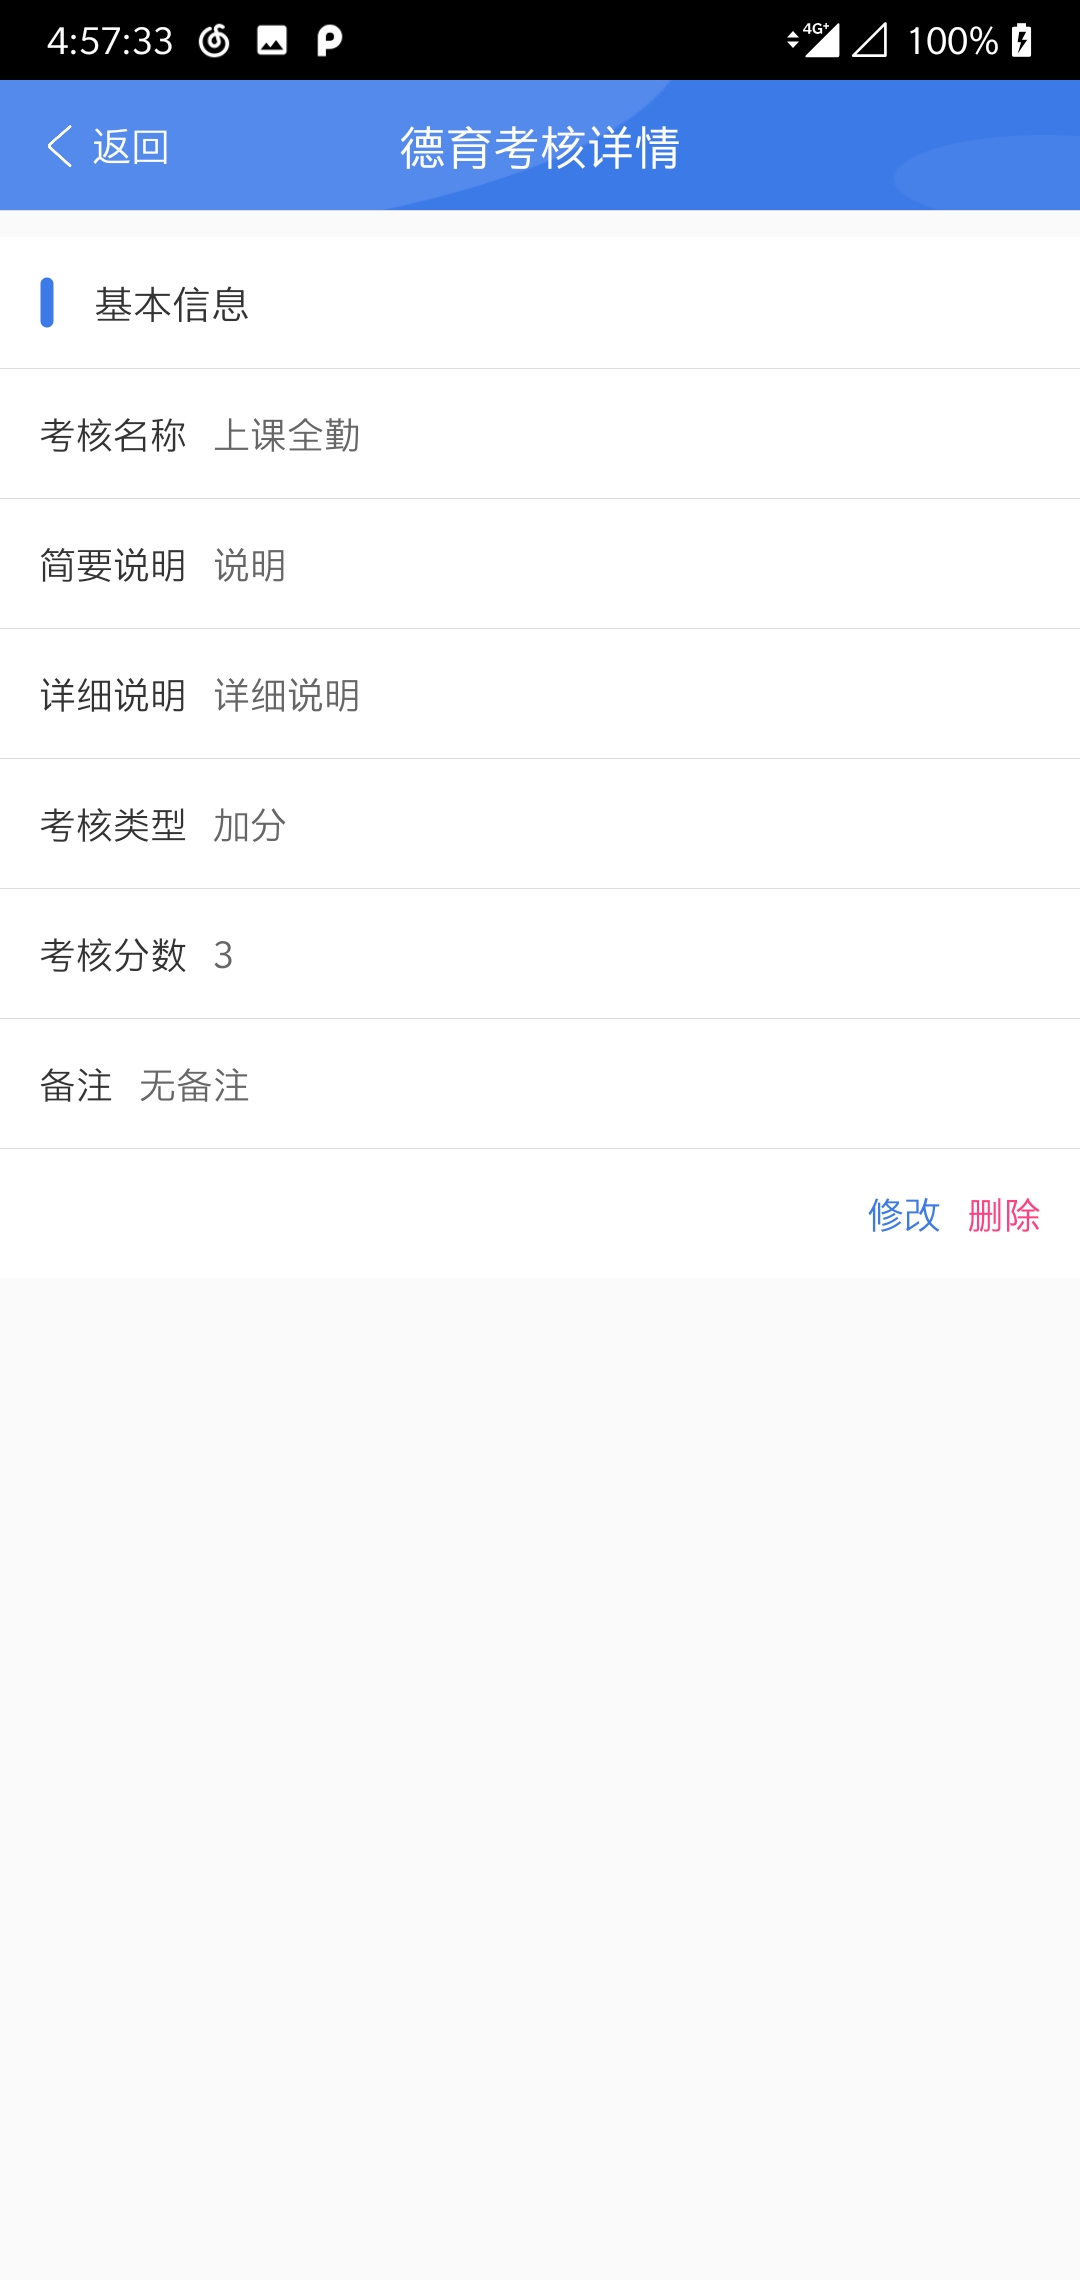 4:57:33 4G+ 100%
返回 德育考核详情
基本信息
考核名称 上课全勤
简要说明 说明
详细说明 详细说明
考核类型 加分
考核分数 3
备注 无备注
修改 删除